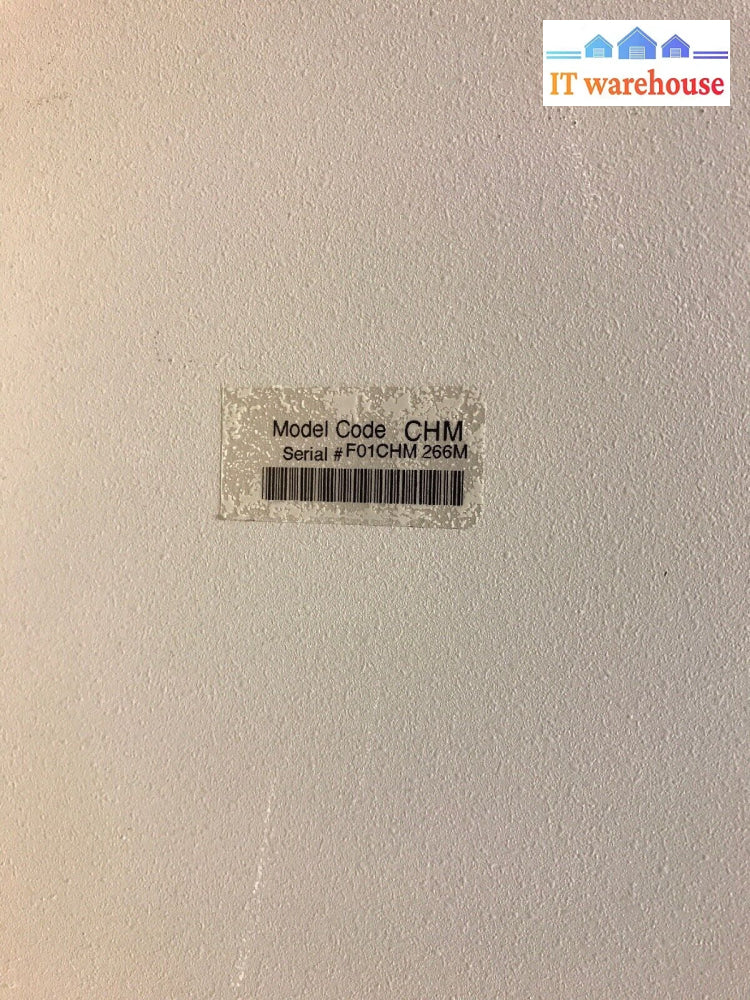 IT warehouse
Model Code CHM
Serial # F01CHM 266M